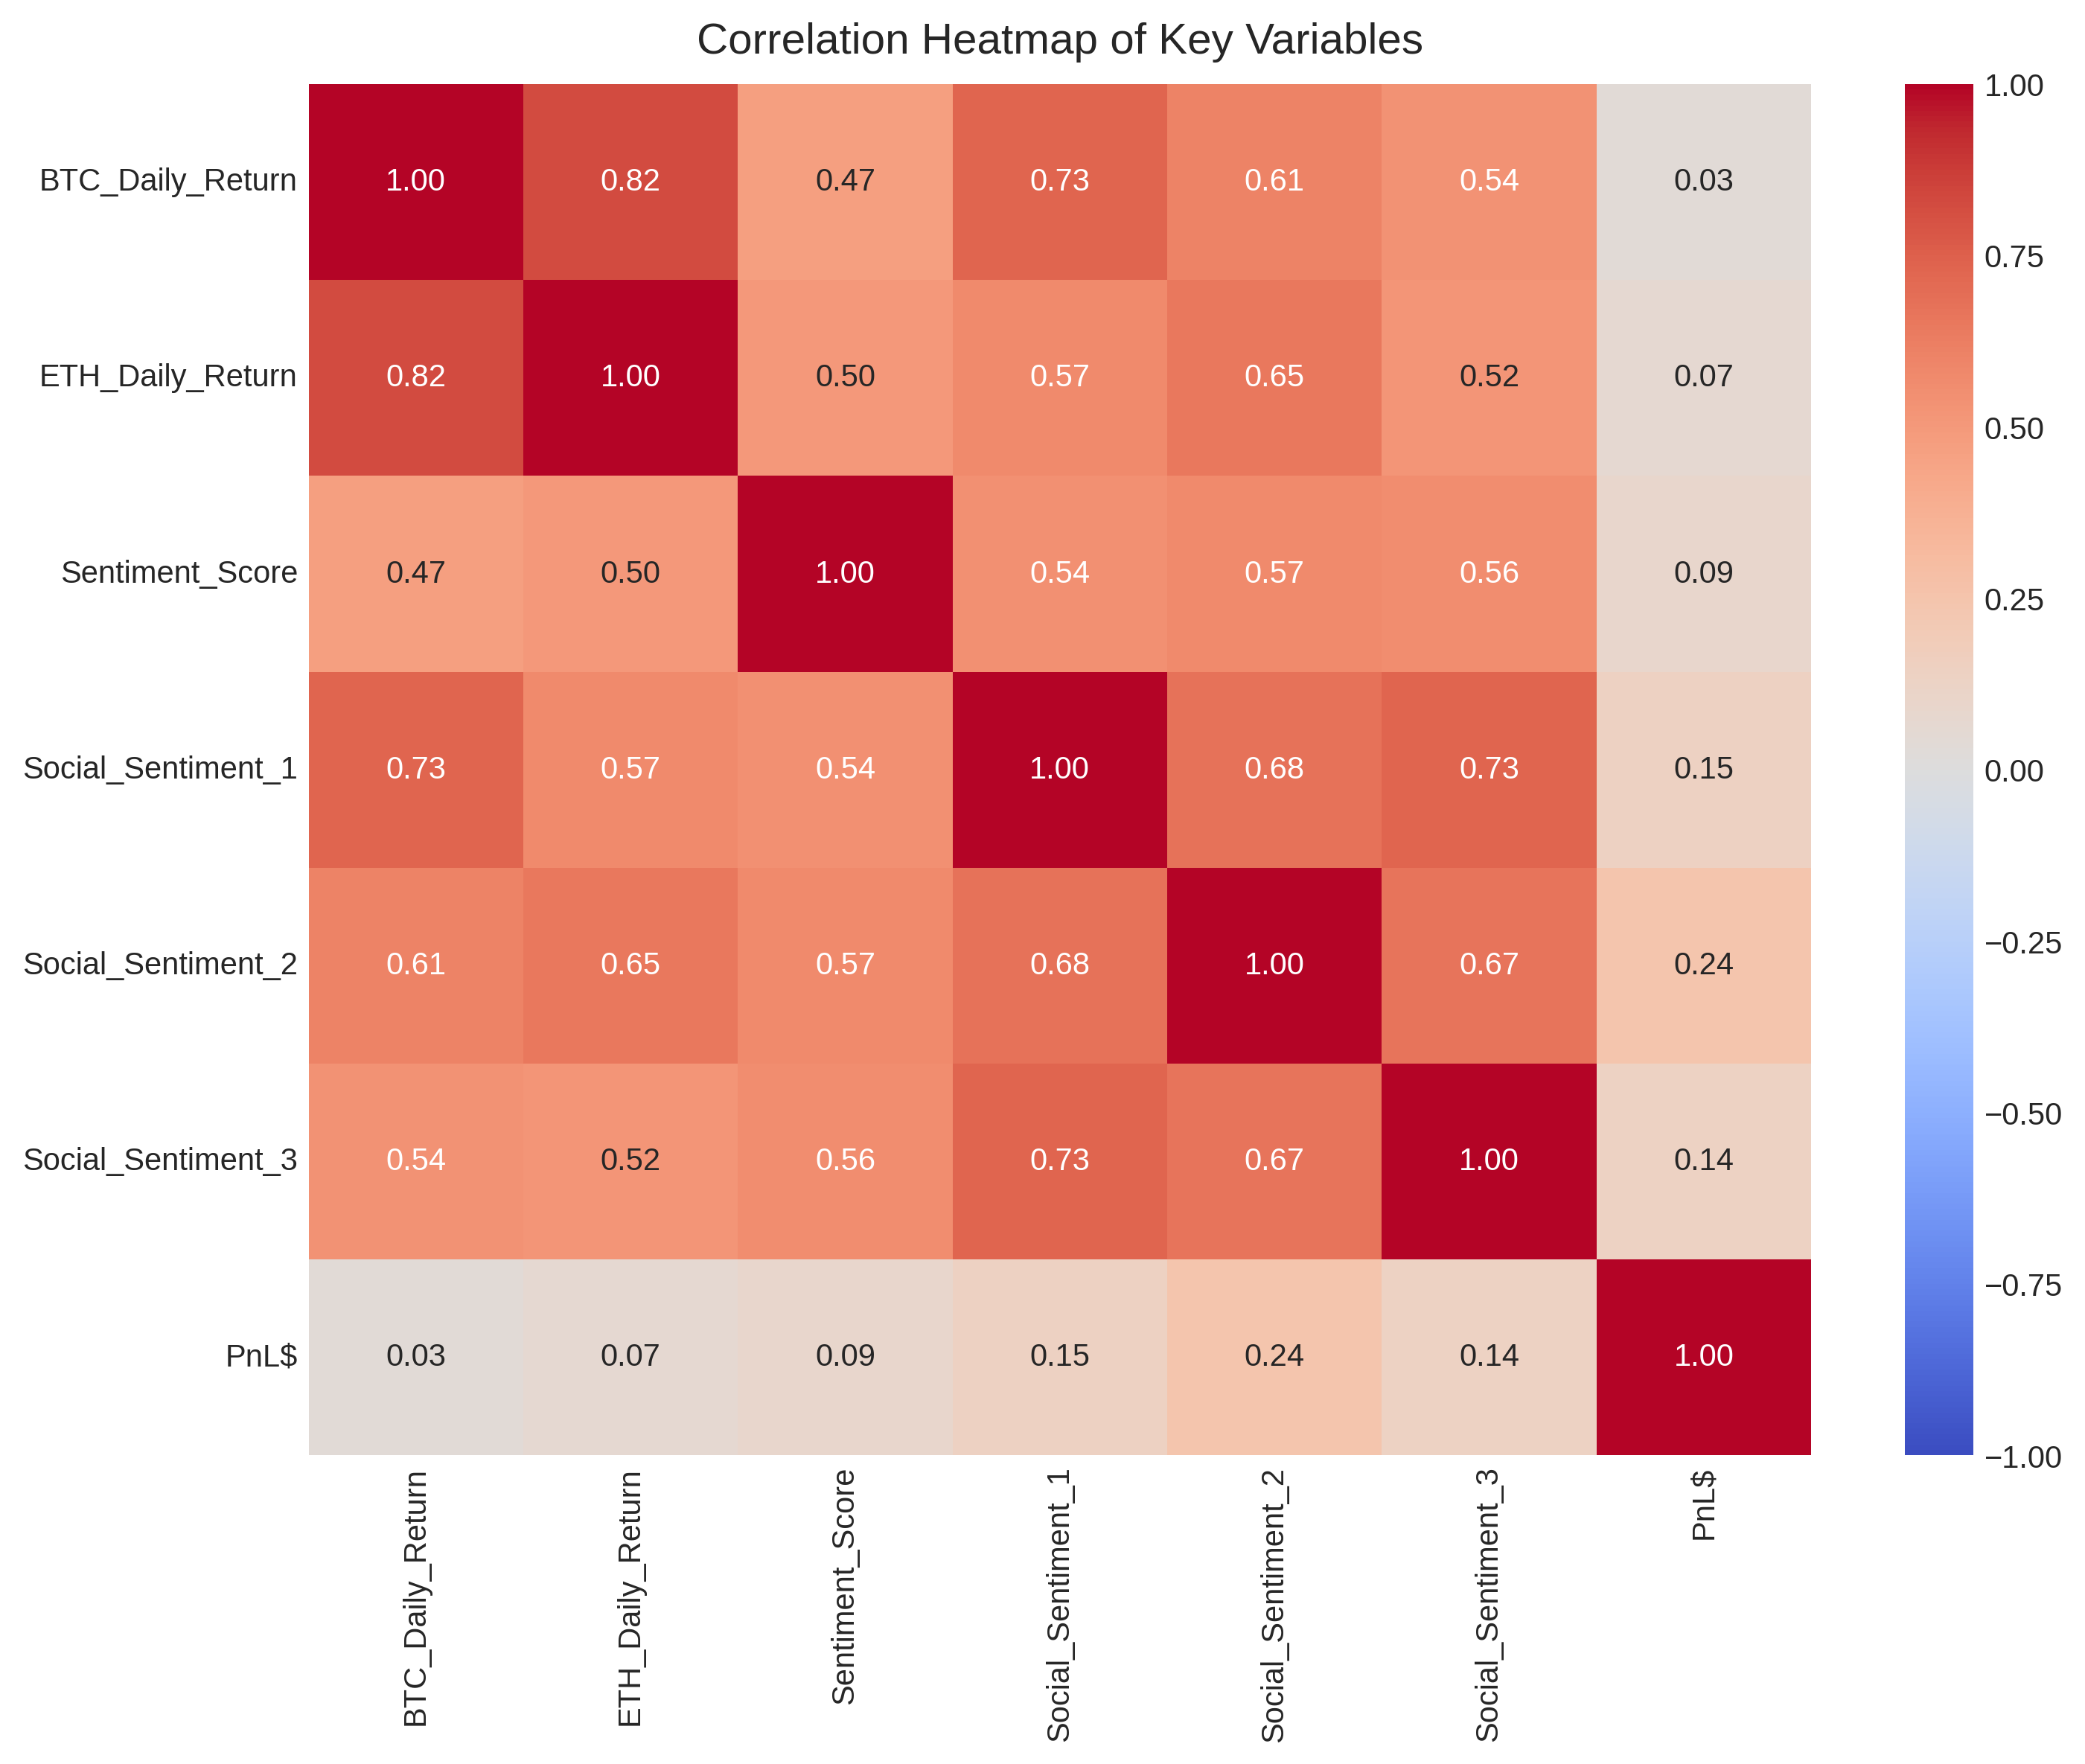 Correlation Heatmap of Key Variables
BTC_Daily_Return 1.00 0.82 0.47 0.73 0.61 0.54 0.03
ETH_Daily_Return 0.82 1.00 0.50 0.57 0.65 0.52 0.07
Sentiment_Score 0.47 0.50 1.00 0.54 0.57 0.56 0.09
Social_Sentiment_1 0.73 0.57 0.54 1.00 0.68 0.73 0.15
Social_Sentiment_2 0.61 0.65 0.57 0.68 1.00 0.67 0.24
Social_Sentiment_3 0.54 0.52 0.56 0.73 0.67 1.00 0.14
PnL$ 0.03 0.07 0.09 0.15 0.24 0.14 1.00
BTC_Daily_Return
ETH_Daily_Return
Sentiment_Score
Social_Sentiment_1
Social_Sentiment_2
Social_Sentiment_3
PnL$
1.00
0.75
0.50
0.25
0.00
−0.25
−0.50
−0.75
−1.00